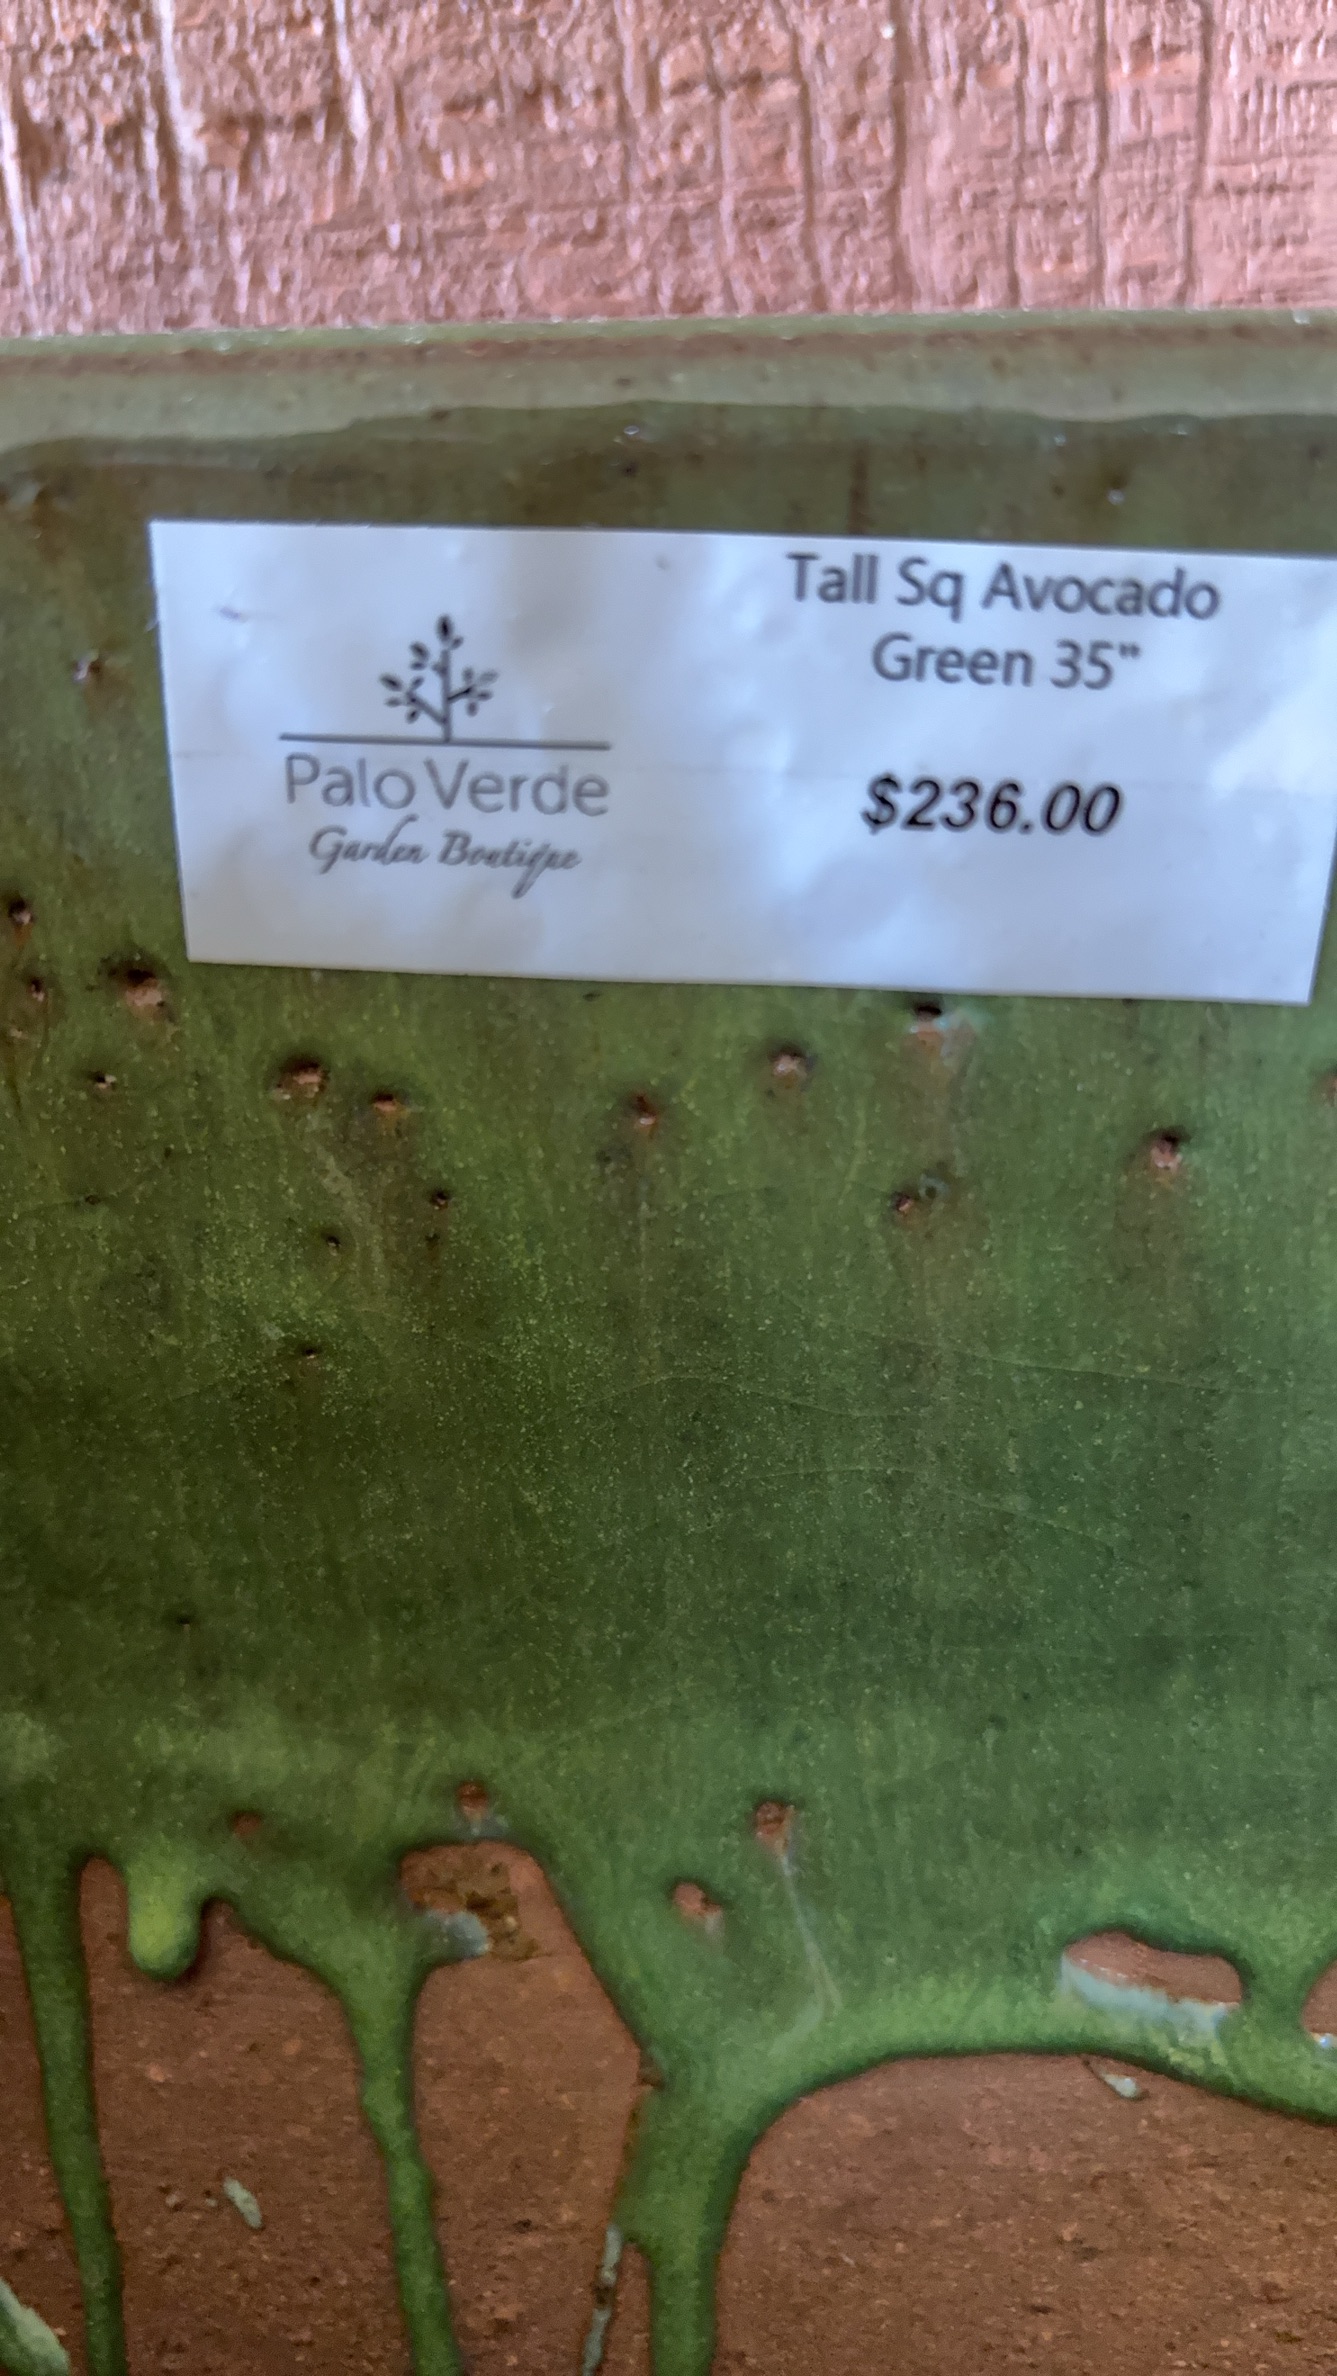 Tall Sq Avocado
Green 35"
$236.00
Palo Verde
Garden Boutique